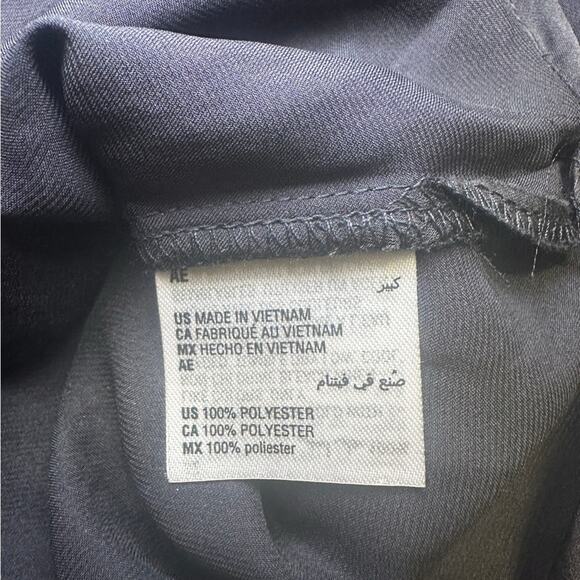 AE
كبير
US MADE IN VIETNAM
CA FABRIQUÉ AU VIETNAM
MX HECHO EN VIETNAM
AE
صُنع في فيتنام
US 100% POLYESTER
CA 100% POLYESTER
MX 100% poliester